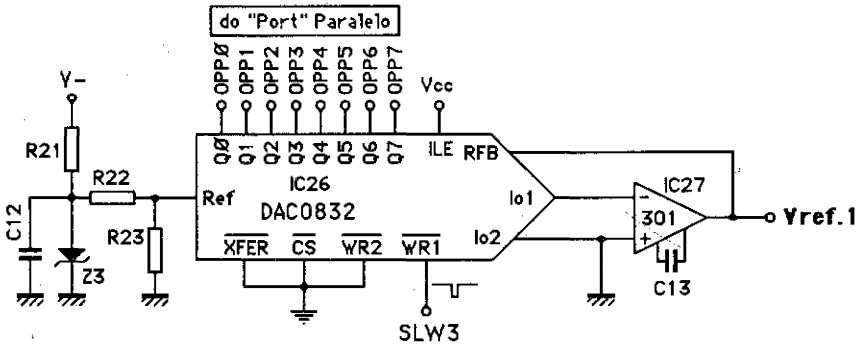 do "Port" Paralelo
OPPØ
OPP1
OPP2
OPP3
OPP4
OPP5
OPP6
OPP7
V-
Vcc
R21
QØ
Q1
Q2
Q3
Q4
Q5
Q6
Q7
ILE
RFB
R22
Ref
IC26
DAC0832
Io1
IC27
301
-
+
Vref.1
C12
Z3
R23
XFER
CS
WR2
WR1
Io2
C13
SLW3